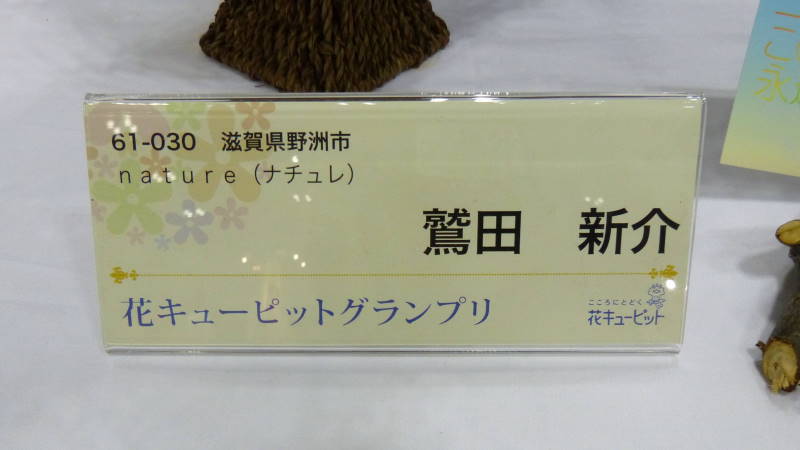 61-030 滋賀県野洲市
nature（ナチュレ）
鷲田 新介
花キューピットグランプリ
こころにとどく
花キューピット
永